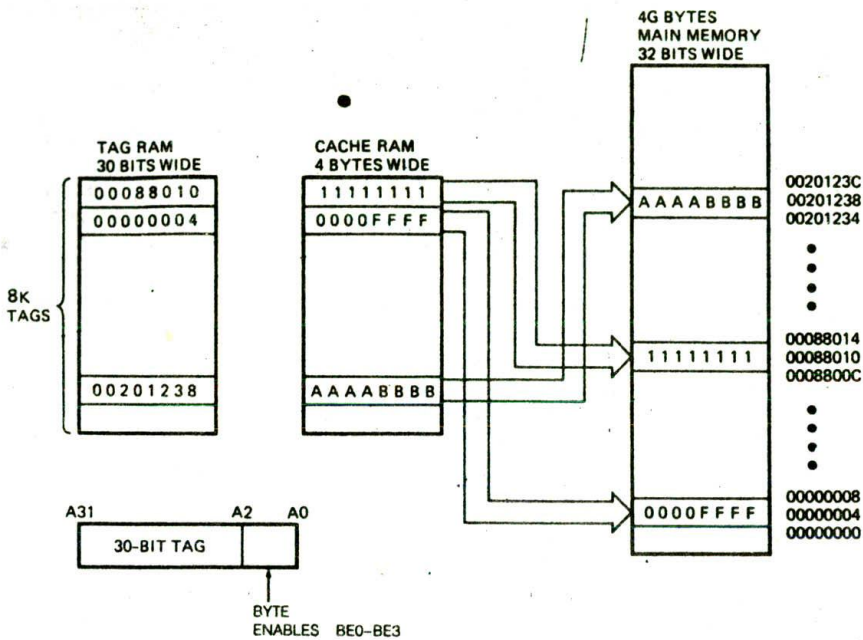 4G BYTES
MAIN MEMORY
32 BITS WIDE
TAG RAM
30 BITS WIDE
CACHE RAM
4 BYTES WIDE
00088010
11111111
00000004
0000FFFF
0020123C
AAAABBBB
00201238
00201234
8K
TAGS
00088014
11111111
00088010
0008800C
00201238
AAAABBBB
00000008
0000FFFF
00000004
00000000
A31
A2
A0
30-BIT TAG
BYTE
ENABLES BE0-BE3